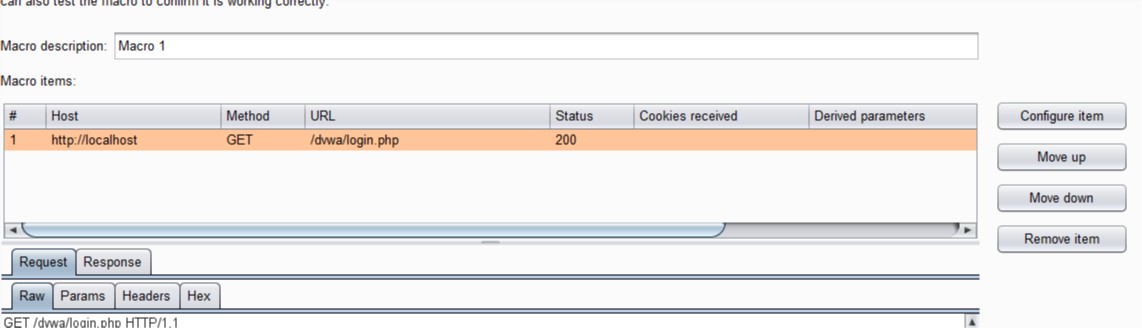 can also test the macro to confirm it is working correctly.
Macro description: Macro 1
Macro items:
# Host Method URL Status Cookies received Derived parameters
1 http://localhost GET /dvwa/login.php 200
Configure item
Move up
Move down
Remove item
Request Response
Raw Params Headers Hex
GET /dvwa/login.php HTTP/1.1